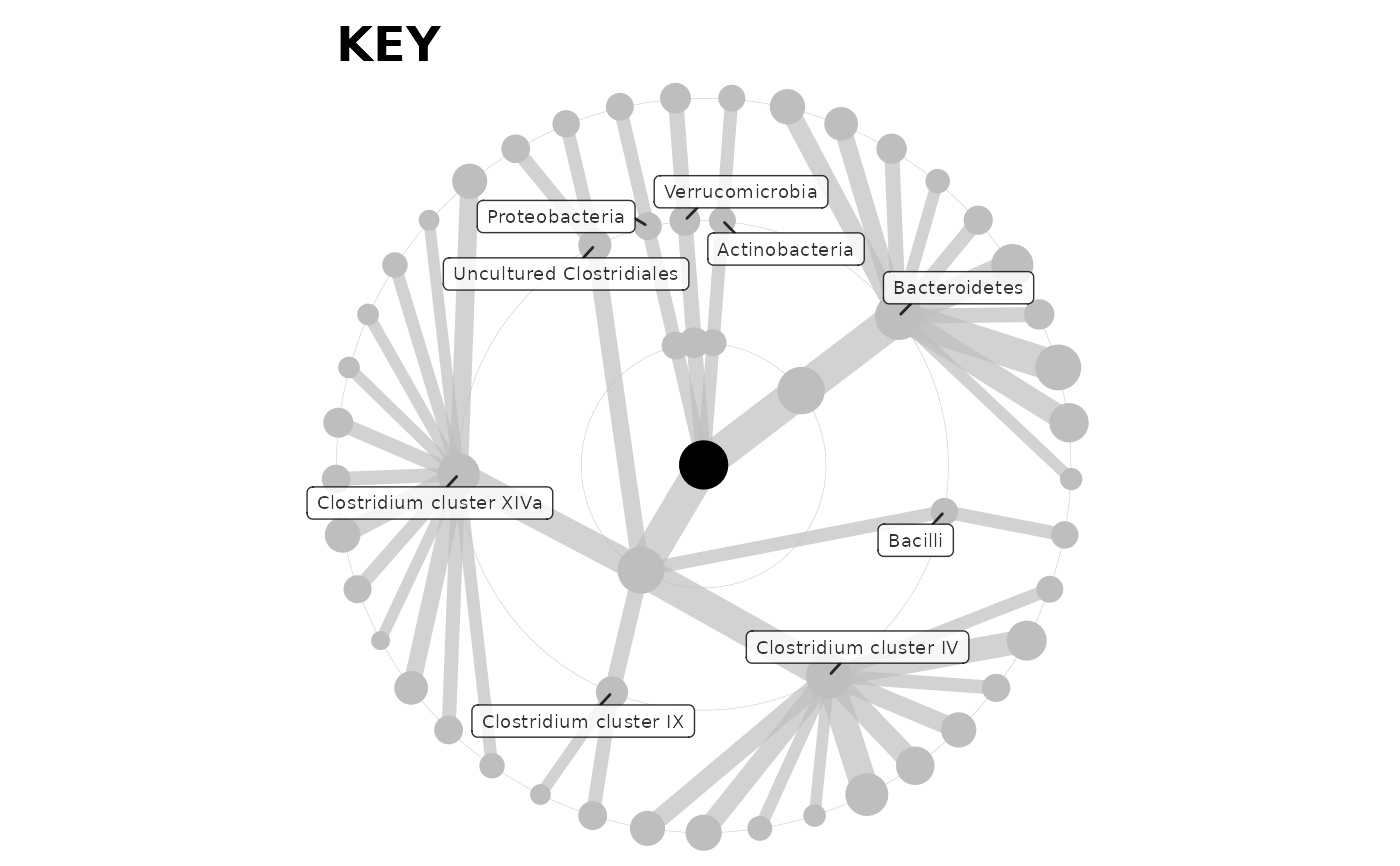 KEY
Verrucomicrobia
Proteobacteria
Actinobacteria
Uncultured Clostridiales
Bacteroidetes
Clostridium cluster XIVa
Bacilli
Clostridium cluster IV
Clostridium cluster IX